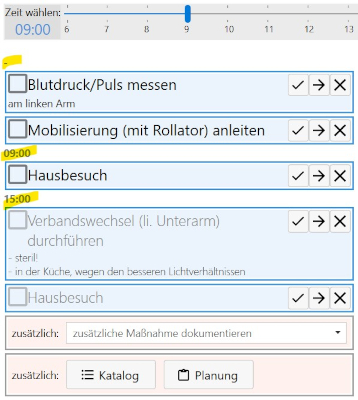 Zeit wählen:
09:00
6 7 8 9 10 11 12 13
-
Blutdruck/Puls messen
am linken Arm
Mobilisierung (mit Rollator) anleiten
09:00
Hausbesuch
15:00
Verbandswechsel (li. Unterarm)
durchführen
- steril!
- in der Küche, wegen den besseren Lichtverhältnissen
Hausbesuch
zusätzlich: zusätzliche Maßnahme dokumentieren
zusätzlich: Katalog Planung